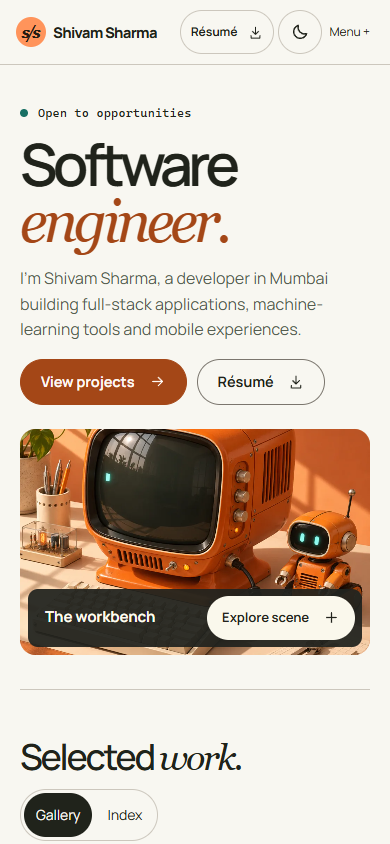 s/s Shivam Sharma Résumé Menu +
Open to opportunities
Software
engineer.
I'm Shivam Sharma, a developer in Mumbai
building full-stack applications, machine-
learning tools and mobile experiences.
View projects → Résumé
The workbench Explore scene +
Selected work.
Gallery Index